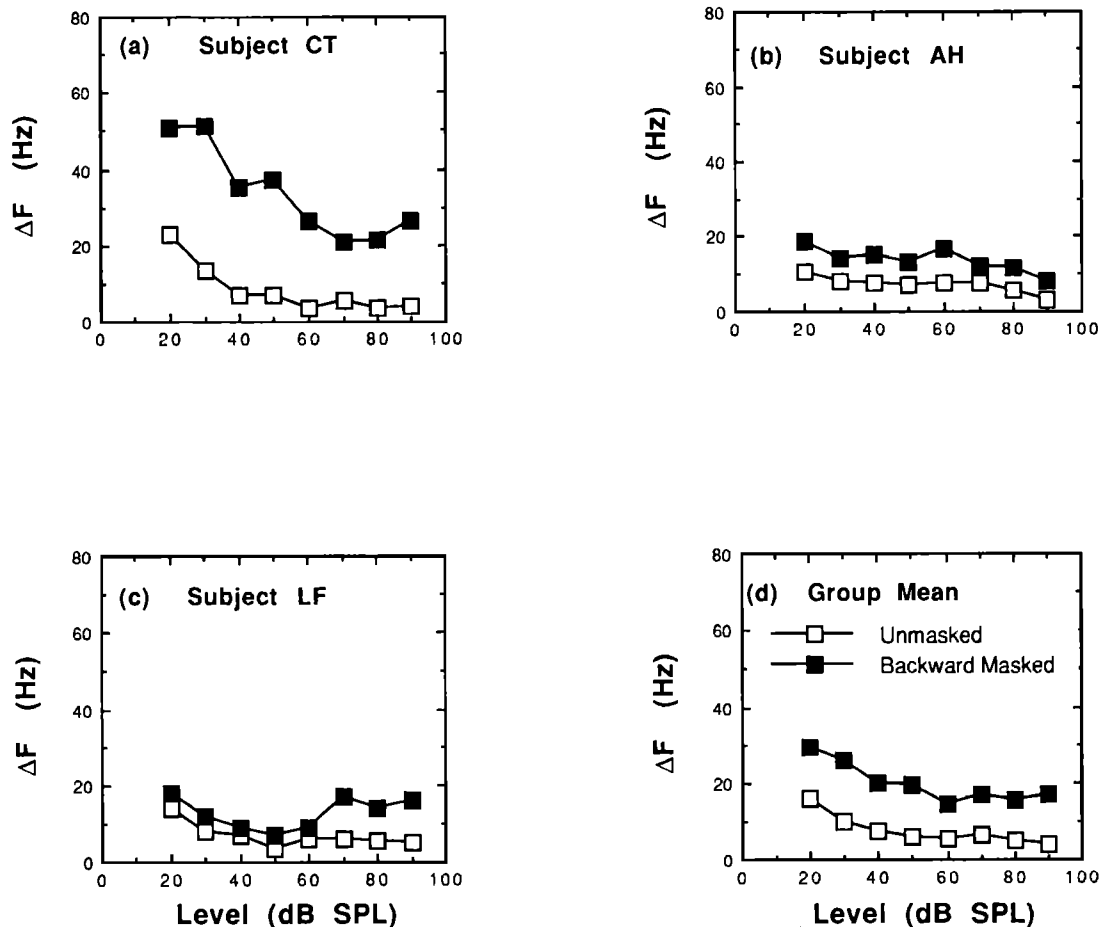 80
(a) Subject CT
60
ΔF (Hz)
40
20
0
0 20 40 60 80 100
80
(b) Subject AH
60
ΔF (Hz)
40
20
0
0 20 40 60 80 100
80
(c) Subject LF
60
ΔF (Hz)
40
20
0
0 20 40 60 80 100
Level (dB SPL)
80
(d) Group Mean
Unmasked
60
Backward Masked
ΔF (Hz)
40
20
0
0 20 40 60 80 100
Level (dB SPL)